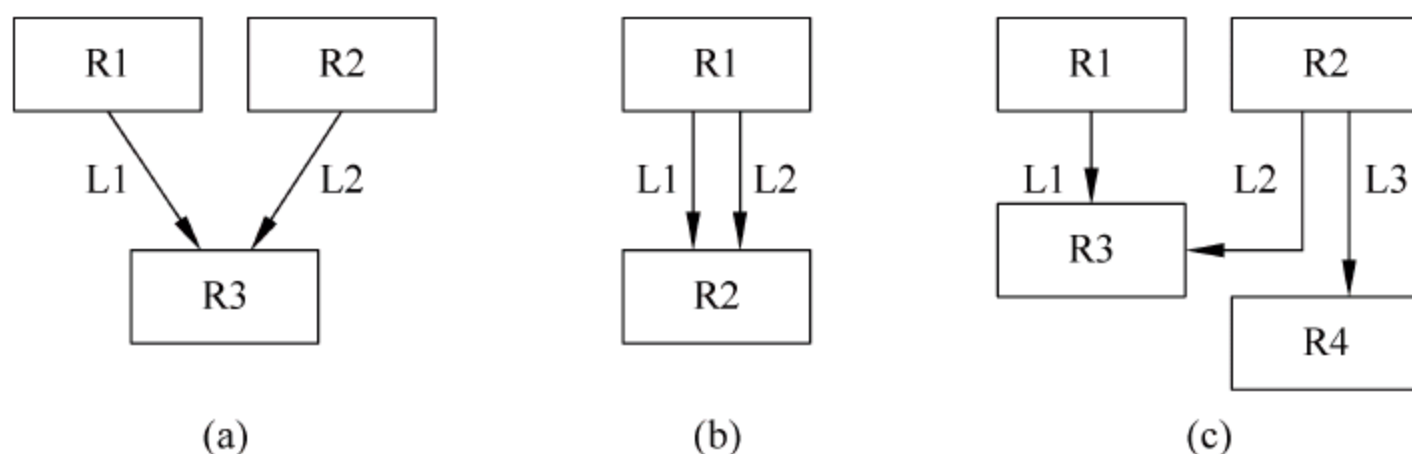 R1 R2 R1 R1 R2
L1 L2 L1 L2 L1 L2 L3
R3 R2 R3 R4
(a) (b) (c)